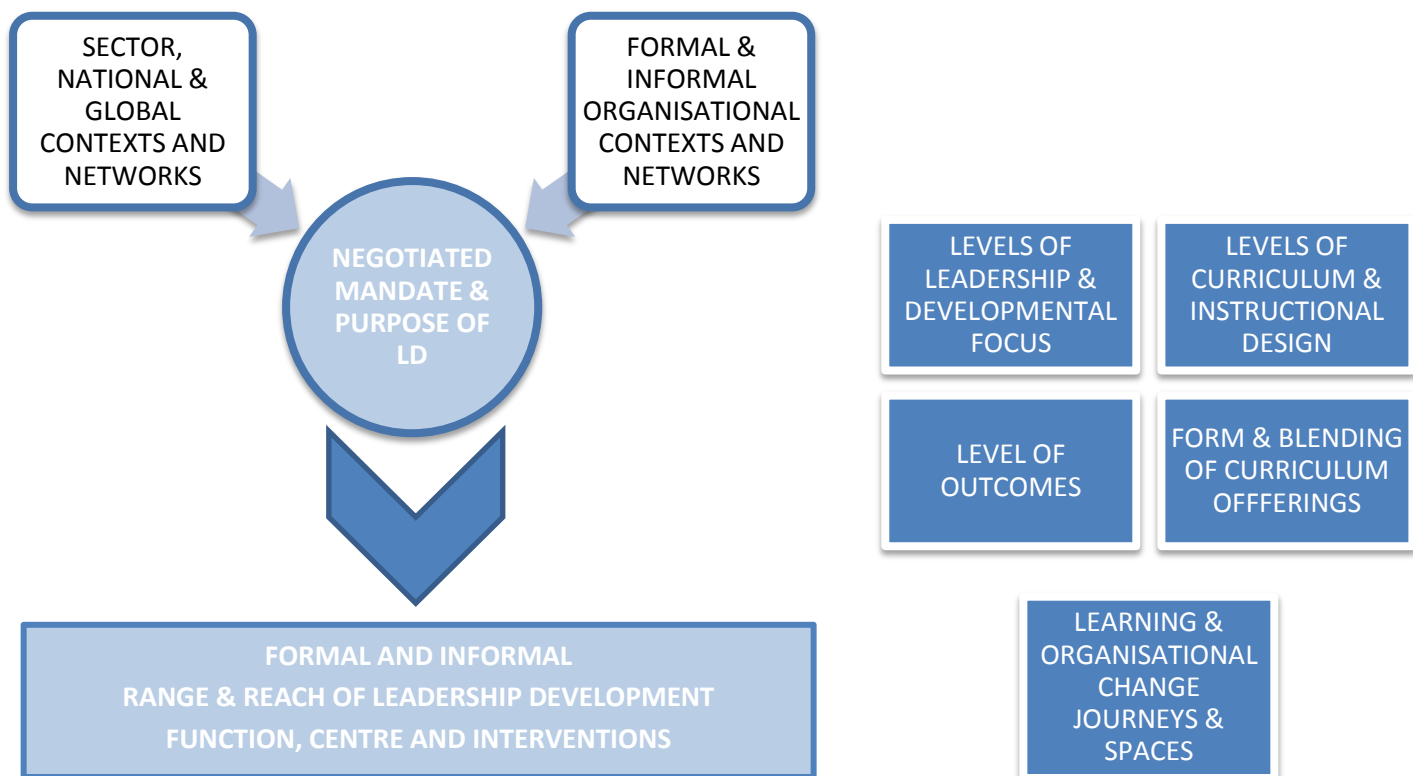 SECTOR,
NATIONAL &
GLOBAL
CONTEXTS AND
NETWORKS
FORMAL &
INFORMAL
ORGANISATIONAL
CONTEXTS AND
NETWORKS
NEGOTIATED
MANDATE &
PURPOSE OF
LD
FORMAL AND INFORMAL
RANGE & REACH OF LEADERSHIP DEVELOPMENT
FUNCTION, CENTRE AND INTERVENTIONS
LEVELS OF
LEADERSHIP &
DEVELOPMENTAL
FOCUS
LEVELS OF
CURRICULUM &
INSTRUCTIONAL
DESIGN
LEVEL OF
OUTCOMES
FORM & BLENDING
OF CURRICULUM
OFFFERINGS
LEARNING &
ORGANISATIONAL
CHANGE
JOURNEYS &
SPACES